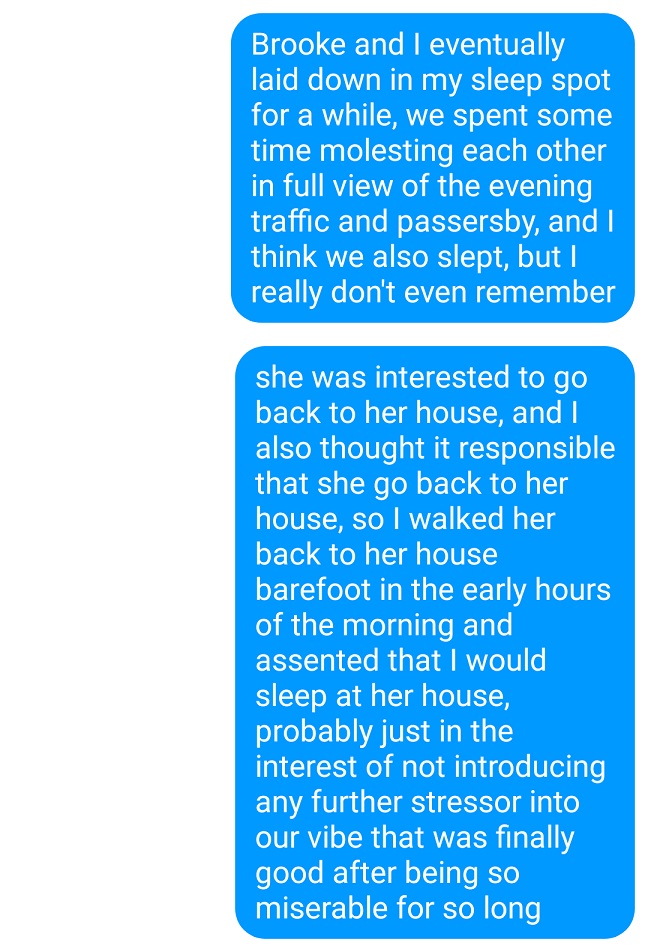 Brooke and I eventually
laid down in my sleep spot
for a while, we spent some
time molesting each other
in full view of the evening
traffic and passersby, and I
think we also slept, but I
really don't even remember
she was interested to go
back to her house, and I
also thought it responsible
that she go back to her
house, so I walked her
back to her house
barefoot in the early hours
of the morning and
assented that I would
sleep at her house,
probably just in the
interest of not introducing
any further stressor into
our vibe that was finally
good after being so
miserable for so long